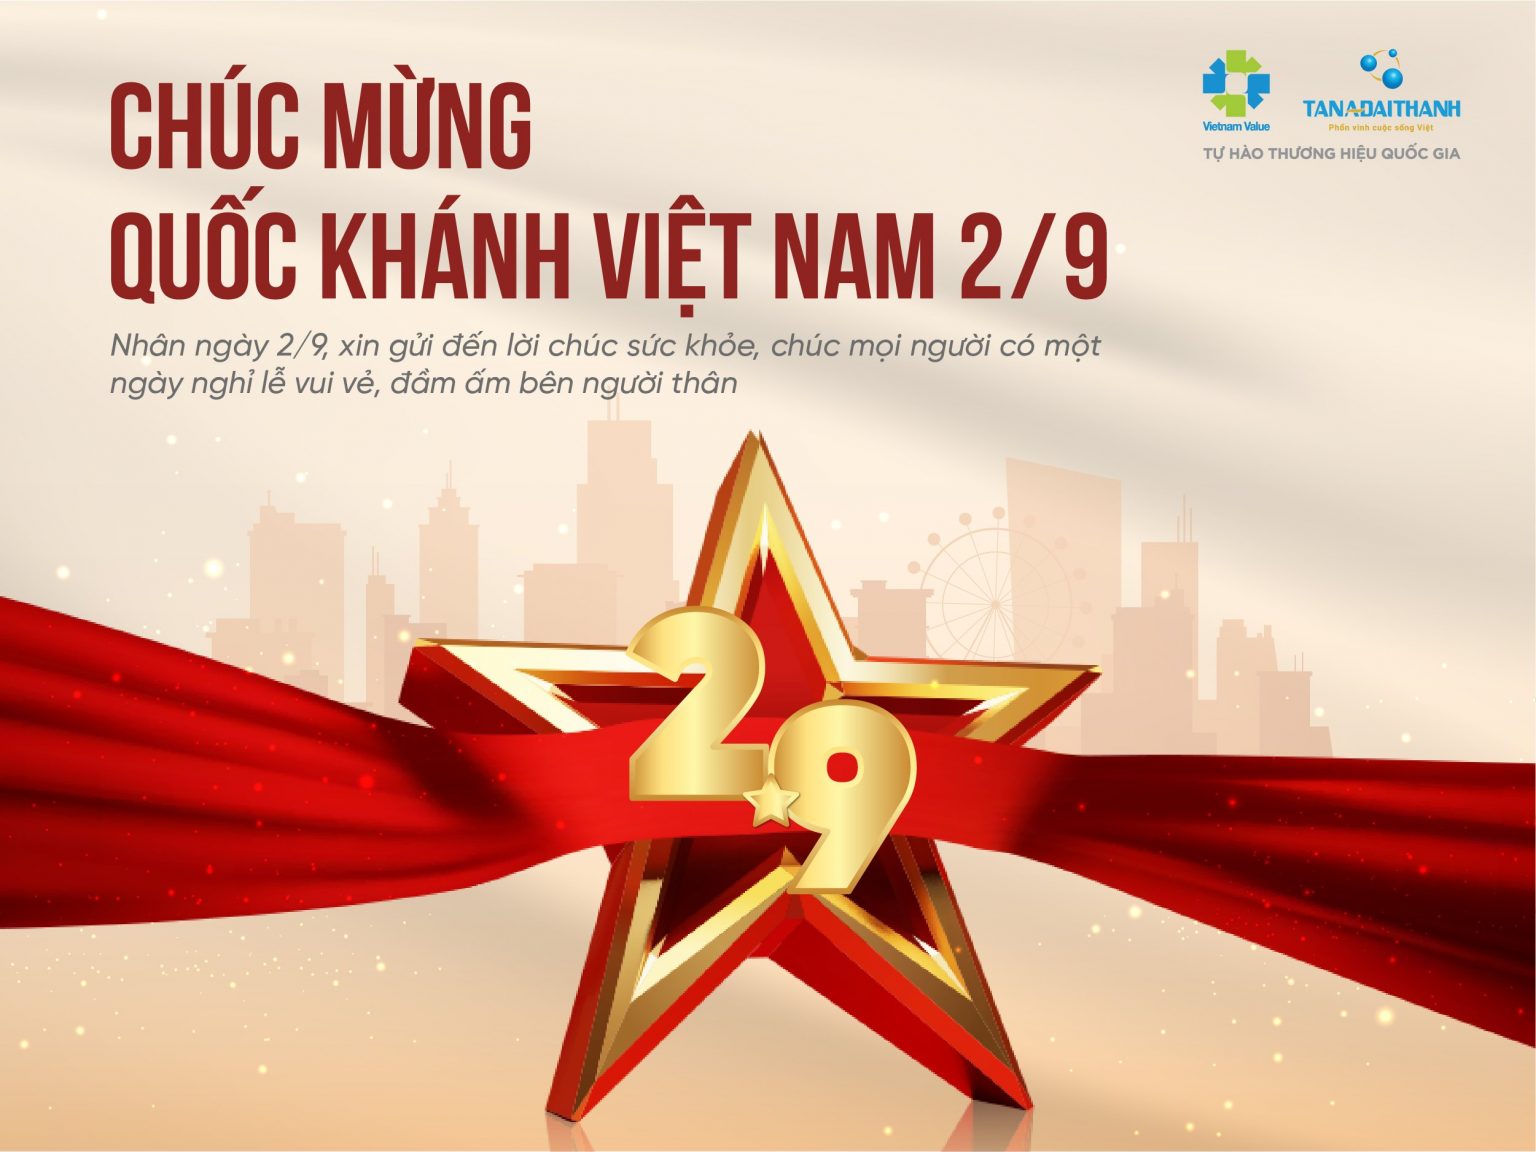 CHÚC MỪNG
QUỐC KHÁNH VIỆT NAM 2/9
Nhân ngày 2/9, xin gửi đến lời chúc sức khỏe, chúc mọi người có một
ngày nghỉ lễ vui vẻ, đầm ấm bên người thân
Vietnam Value
TANADAITHANH
Phồn vinh cuộc sống Việt
TỰ HÀO THƯƠNG HIỆU QUỐC GIA
2.9